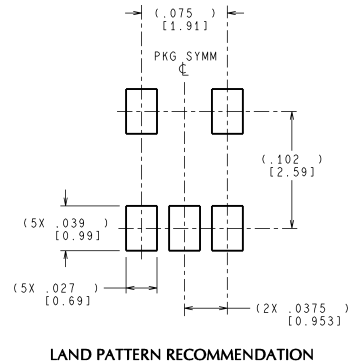 (.075 )
[1.91]
PKG SYMM
℄
(.102 )
[2.59]
(5X .039 )
[0.99]
(5X .027 )
[0.69]
(2X .0375 )
[0.953]
LAND PATTERN RECOMMENDATION